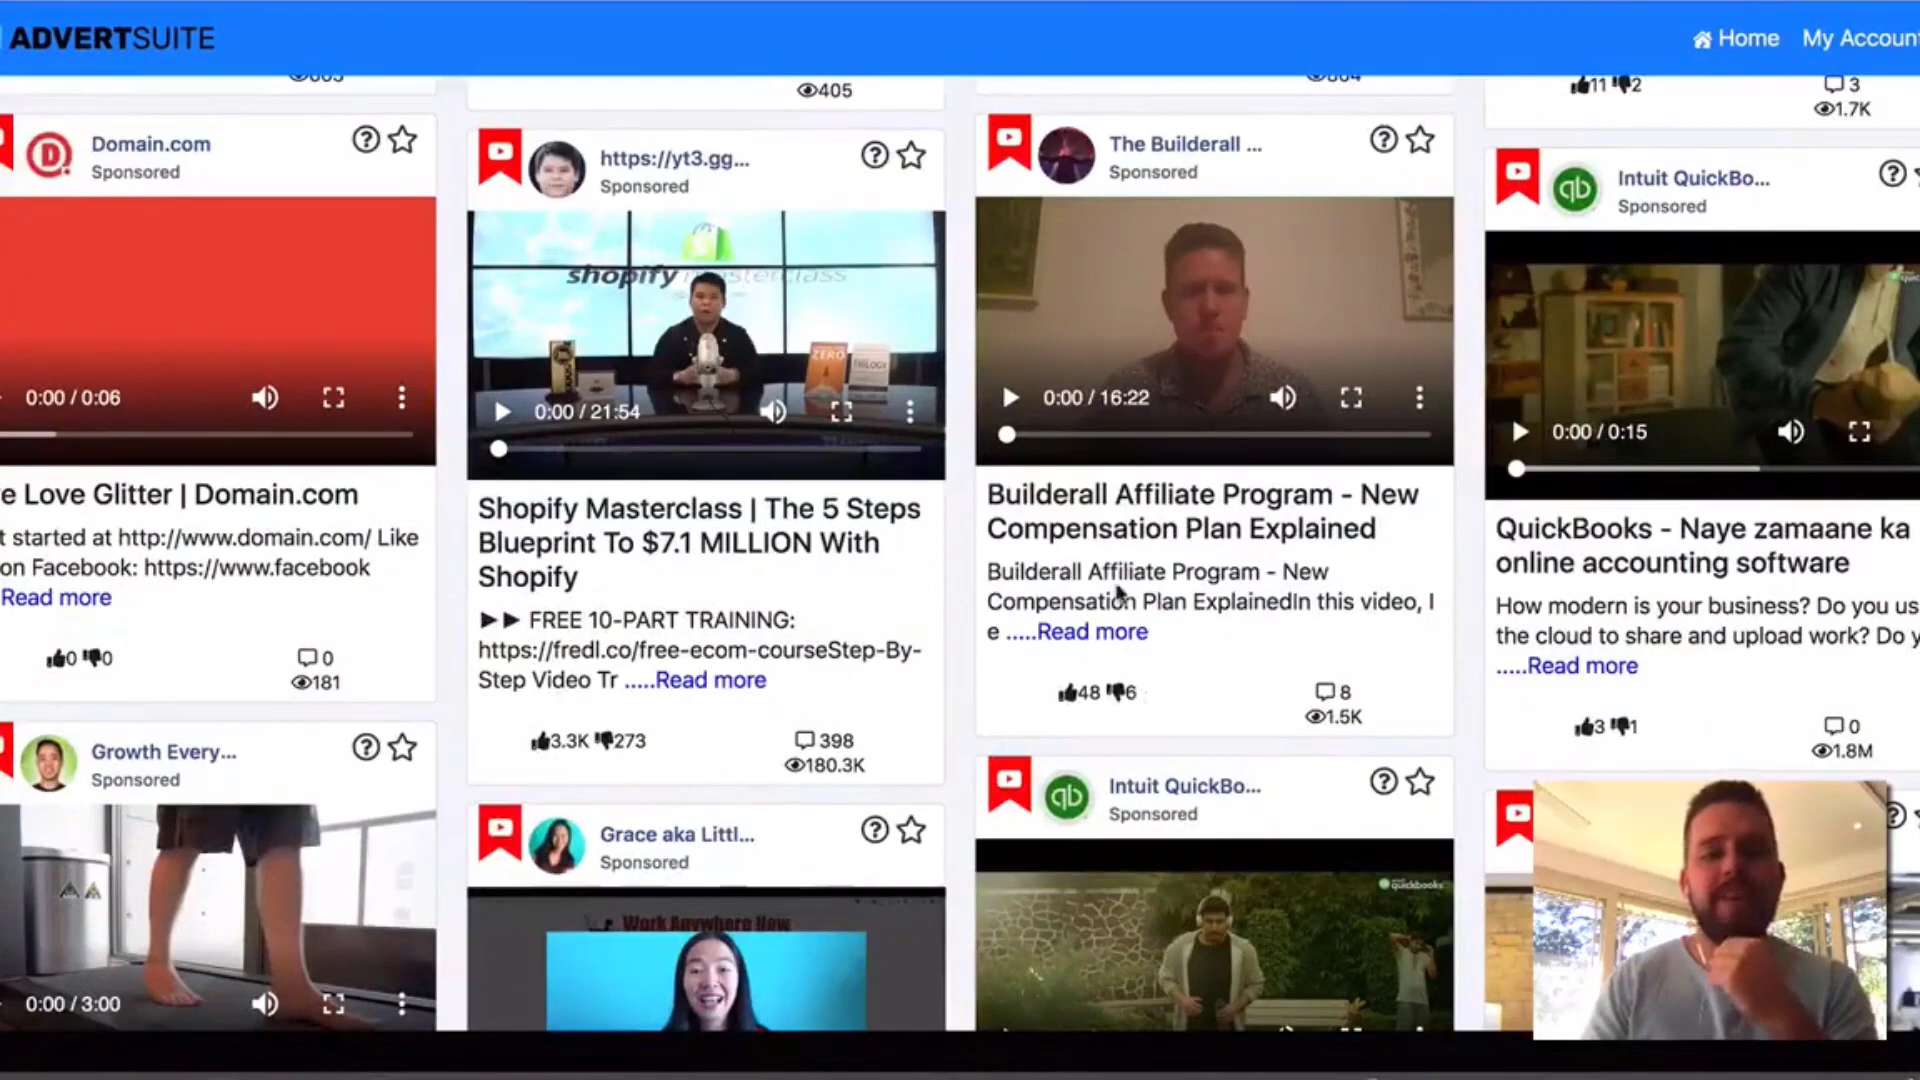 ADVERTSUITE
Home
My Accoun
405
11 2
3
1.7K
Domain.com
Sponsored
0:00 / 0:06
e Love Glitter | Domain.com
t started at http://www.domain.com/ Like
on Facebook: https://www.facebook
Read more
0 0
0
181
Growth Every...
Sponsored
0:00 / 3:00
https://yt3.gg...
Sponsored
shopify masterclass
ZERO
TRILOGY
0:00 / 21:54
Shopify Masterclass | The 5 Steps
Blueprint To $7.1 MILLION With
Shopify
►► FREE 10-PART TRAINING:
https://fredl.co/free-ecom-courseStep-By-
Step Video Tr .....Read more
3.3K 273
398
180.3K
Grace aka Littl...
Sponsored
Work Anywhere Now
The Builderall ...
Sponsored
0:00 / 16:22
Builderall Affiliate Program - New
Compensation Plan Explained
Builderall Affiliate Program - New
Compensation Plan ExplainedIn this video, I
e .....Read more
48 6
8
1.5K
Intuit QuickBo...
Sponsored
quickbooks
Intuit QuickBo...
Sponsored
0:00 / 0:15
QuickBooks - Naye zamaane ka
online accounting software
How modern is your business? Do you us
the cloud to share and upload work? Do y
.....Read more
3 1
0
1.8M